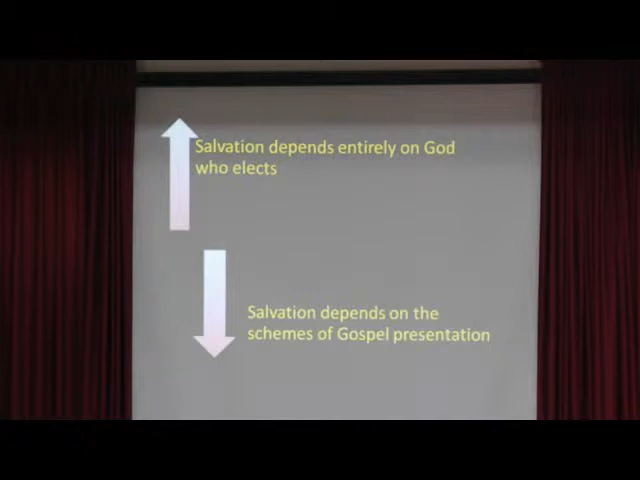 Salvation depends entirely on God
who elects
Salvation depends on the
schemes of Gospel presentation